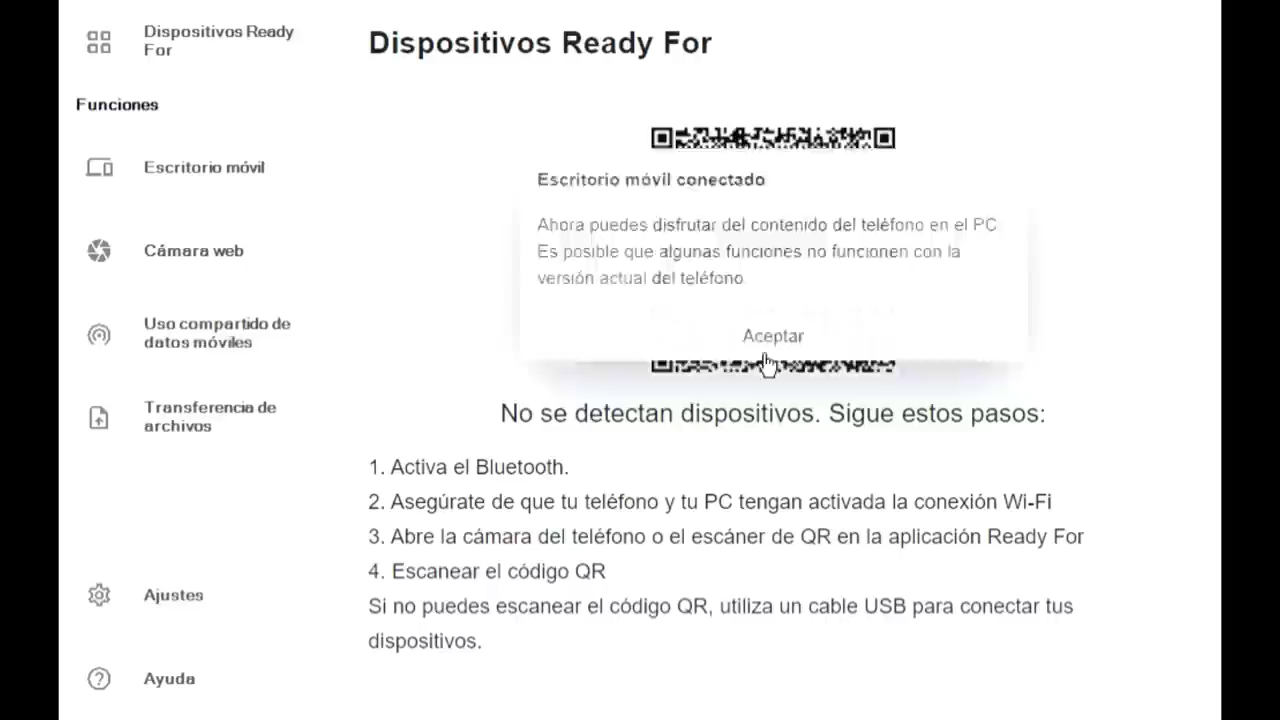 Dispositivos Ready
For
Funciones
Escritorio móvil
Cámara web
Uso compartido de
datos móviles
Transferencia de
archivos
Ajustes
Ayuda
Dispositivos Ready For
Escritorio móvil conectado
Ahora puedes disfrutar del contenido del teléfono en el PC
Es posible que algunas funciones no funcionen con la
versión actual del teléfono
Aceptar
No se detectan dispositivos. Sigue estos pasos:
1. Activa el Bluetooth.
2. Asegúrate de que tu teléfono y tu PC tengan activada la conexión Wi-Fi
3. Abre la cámara del teléfono o el escáner de QR en la aplicación Ready For
4. Escanear el código QR
Si no puedes escanear el código QR, utiliza un cable USB para conectar tus
dispositivos.